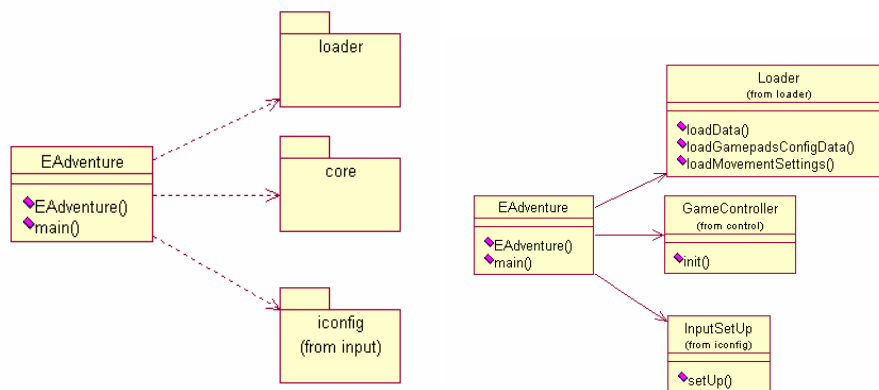 loader
EAdventure
EAdventure()
main()
core
iconfig
(from input)
Loader
(from loader)
loadData()
loadGamepadsConfigData()
loadMovementSettings()
EAdventure
EAdventure()
main()
GameController
(from control)
init()
InputSetUp
(from iconfig)
setUp()